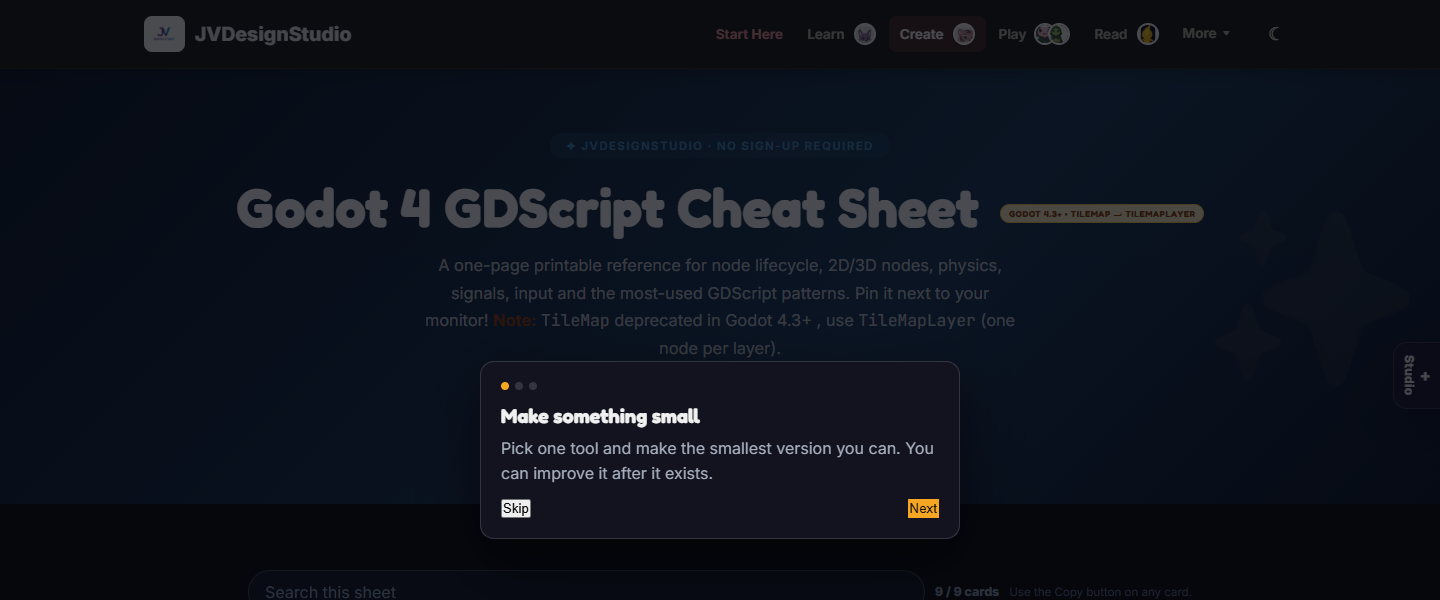 JV
JVDesignStudio
Start Here
Learn
Create
Play
Read
More
✦ JVDESIGNSTUDIO · NO SIGN-UP REQUIRED
Godot 4 GDScript Cheat Sheet
GODOT 4.3+ • TILEMAP → TILEMAPLAYER
A one-page printable reference for node lifecycle, 2D/3D nodes, physics,
signals, input and the most-used GDScript patterns. Pin it next to your
monitor! Note: TileMap deprecated in Godot 4.3+ , use TileMapLayer (one
node per layer).
Studio
Make something small
Pick one tool and make the smallest version you can. You
can improve it after it exists.
Skip
Next
Search this sheet
9 / 9 cards
Use the Copy button on any card.